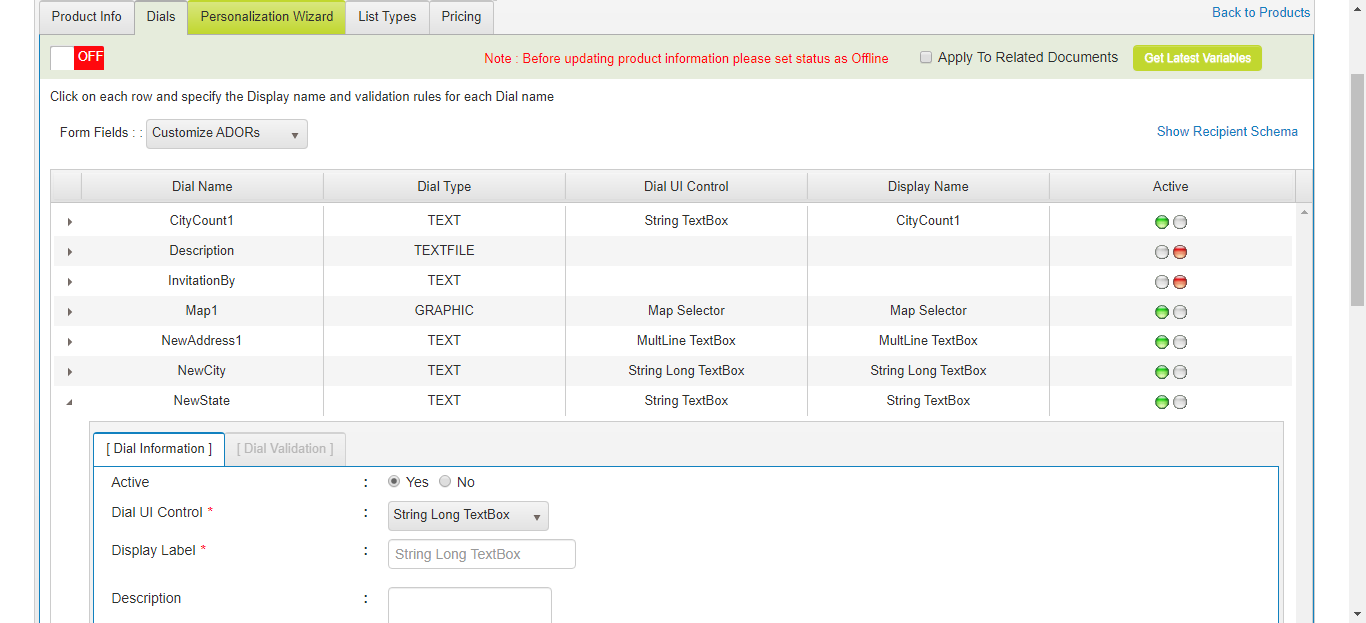 Product Info Dials Personalization Wizard List Types Pricing Back to Products
OFF Note : Before updating product information please set status as Offline Apply To Related Documents Get Latest Variables
Click on each row and specify the Display name and validation rules for each Dial name
Form Fields : : Customize ADORs Show Recipient Schema
Dial Name Dial Type Dial UI Control Display Name Active
CityCount1 TEXT String TextBox CityCount1
Description TEXTFILE
InvitationBy TEXT
Map1 GRAPHIC Map Selector Map Selector
NewAddress1 TEXT MultLine TextBox MultLine TextBox
NewCity TEXT String Long TextBox String Long TextBox
NewState TEXT String TextBox String TextBox
[ Dial Information ] [ Dial Validation ]
Active : Yes No
Dial UI Control * : String Long TextBox
Display Label * : String Long TextBox
Description :